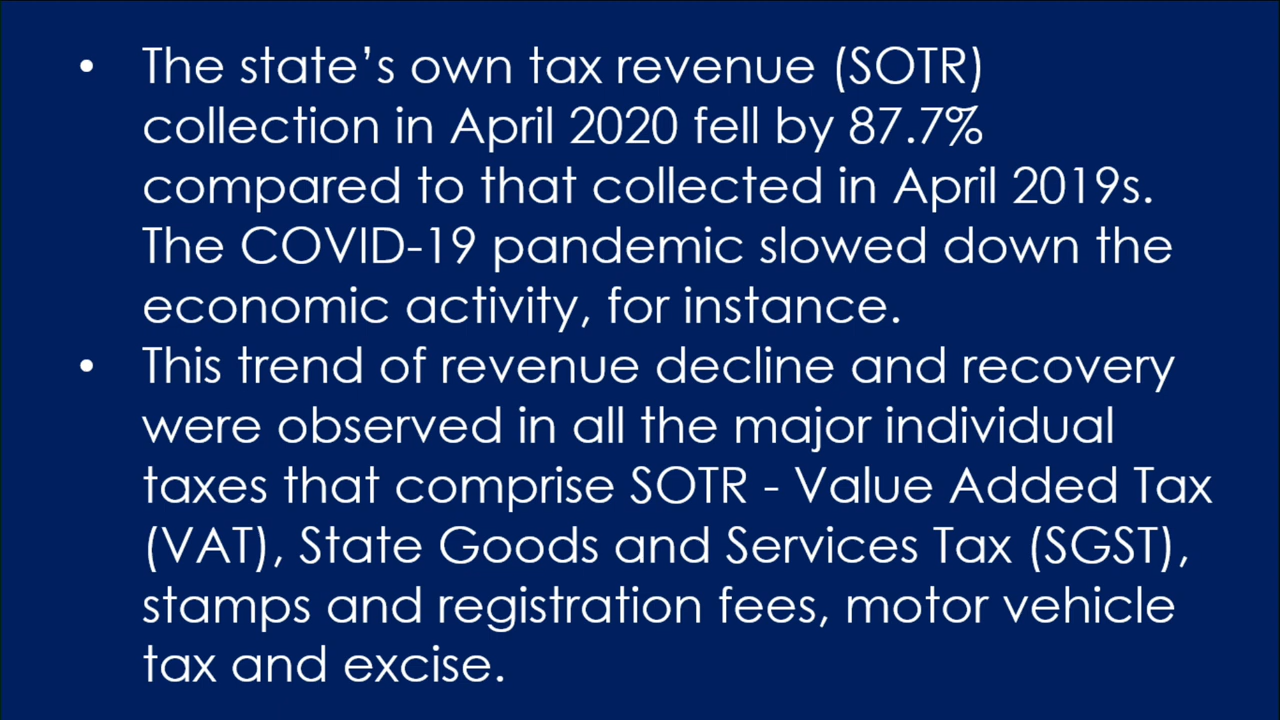 • The state's own tax revenue (SOTR)
collection in April 2020 fell by 87.7%
compared to that collected in April 2019s.
The COVID-19 pandemic slowed down the
economic activity, for instance.
• This trend of revenue decline and recovery
were observed in all the major individual
taxes that comprise SOTR - Value Added Tax
(VAT), State Goods and Services Tax (SGST),
stamps and registration fees, motor vehicle
tax and excise.